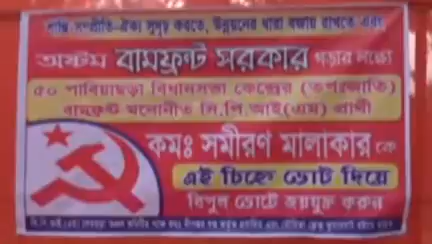 শান্তি সম্প্রীতি-ঐক্য সুদৃঢ় করতে, উন্নয়নের ধারা বজায় রাখতে এবং
অষ্টম বামফ্রন্ট সরকার গড়ার লক্ষ্যে
৫০ পাবিয়াছড়া বিধানসভা কেন্দ্রের (তপঃজাতি)
বামফ্রন্ট মনোনীত সি.পি.আই(এম) প্রার্থী
কমঃ সমীরণ মালাকার কে
এই চিহ্নে ভোট দিয়ে
বিপুল ভোটে জয়যুক্ত করুন